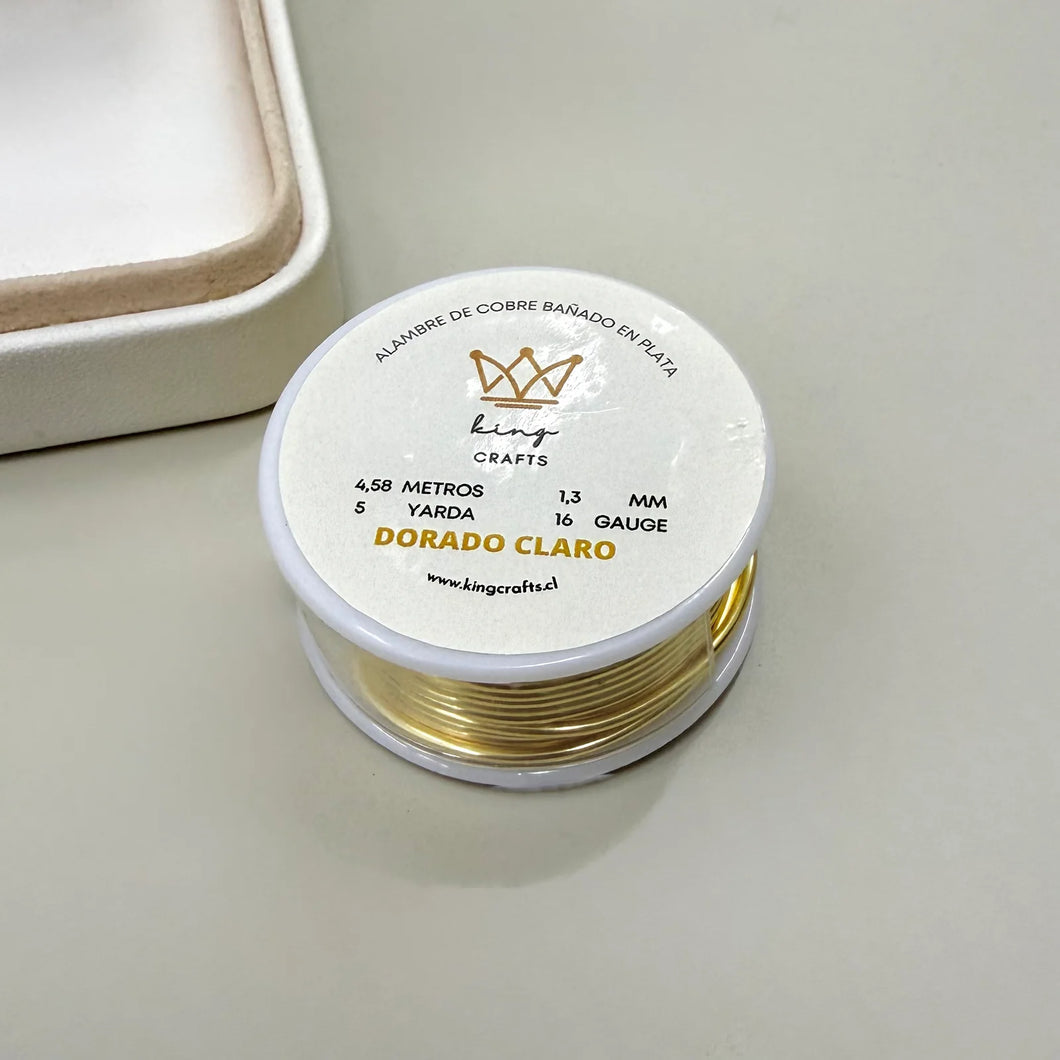 ALAMBRE DE COBRE BAÑADO EN PLATA
king
CRAFTS
4,58 METROS 1,3 MM
5 YARDA 16 GAUGE
DORADO CLARO
www.kingcrafts.cl